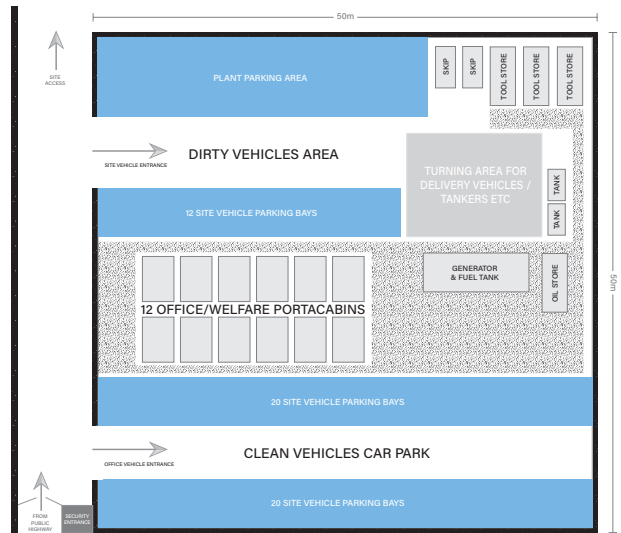 50m
SITE
ACCESS
PLANT PARKING AREA
SKIP
SKIP
TOOL STORE
TOOL STORE
TOOL STORE
SITE VEHICLE ENTRANCE
DIRTY VEHICLES AREA
TURNING AREA FOR
DELIVERY VEHICLES /
TANKERS ETC
TANK
TANK
12 SITE VEHICLE PARKING BAYS
GENERATOR
& FUEL TANK
OIL STORE
50m
12 OFFICE/WELFARE PORTACABINS
20 SITE VEHICLE PARKING BAYS
OFFICE VEHICLE ENTRANCE
CLEAN VEHICLES CAR PARK
20 SITE VEHICLE PARKING BAYS
FROM
PUBLIC
HIGHWAY
SECURITY
ENTRANCE